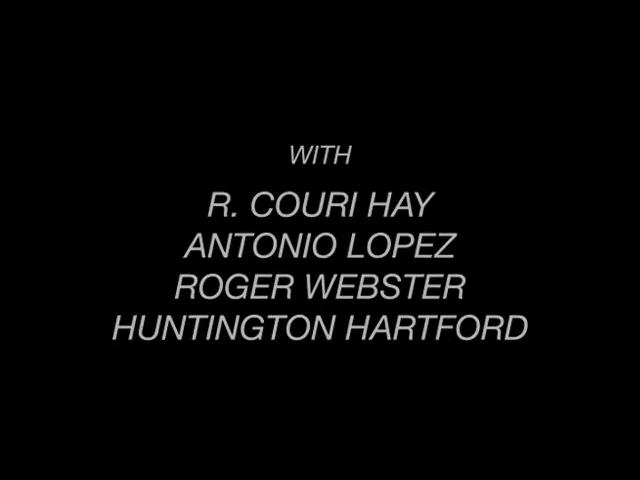 WITH
R. COURI HAY
ANTONIO LOPEZ
ROGER WEBSTER
HUNTINGTON HARTFORD